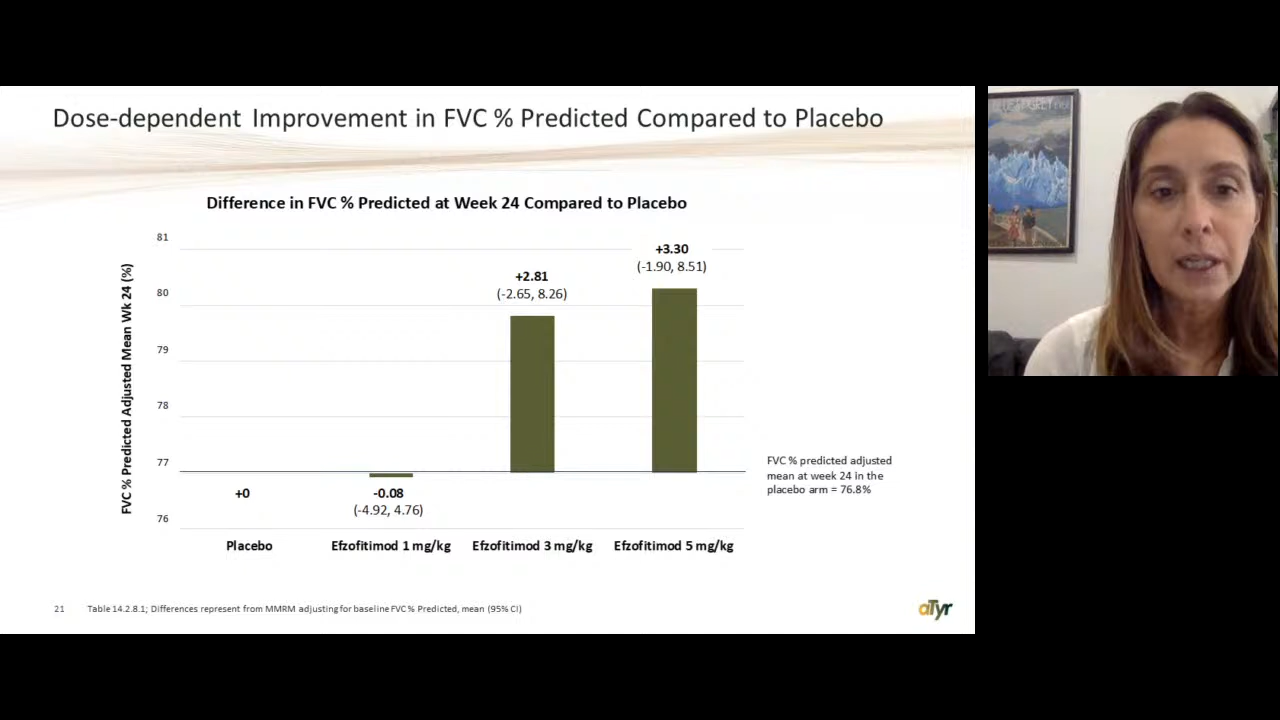 Dose-dependent Improvement in FVC % Predicted Compared to Placebo
Difference in FVC % Predicted at Week 24 Compared to Placebo
FVC % Predicted Adjusted Mean Wk 24 (%)
81
80
79
78
77
76
+0
-0.08
(-4.92, 4.76)
+2.81
(-2.65, 8.26)
+3.30
(-1.90, 8.51)
Placebo
Efzofitimod 1 mg/kg
Efzofitimod 3 mg/kg
Efzofitimod 5 mg/kg
FVC % predicted adjusted
mean at week 24 in the
placebo arm = 76.8%
21
Table 14.2.8.1; Differences represent from MMRM adjusting for baseline FVC % Predicted, mean (95% CI)
aTyr